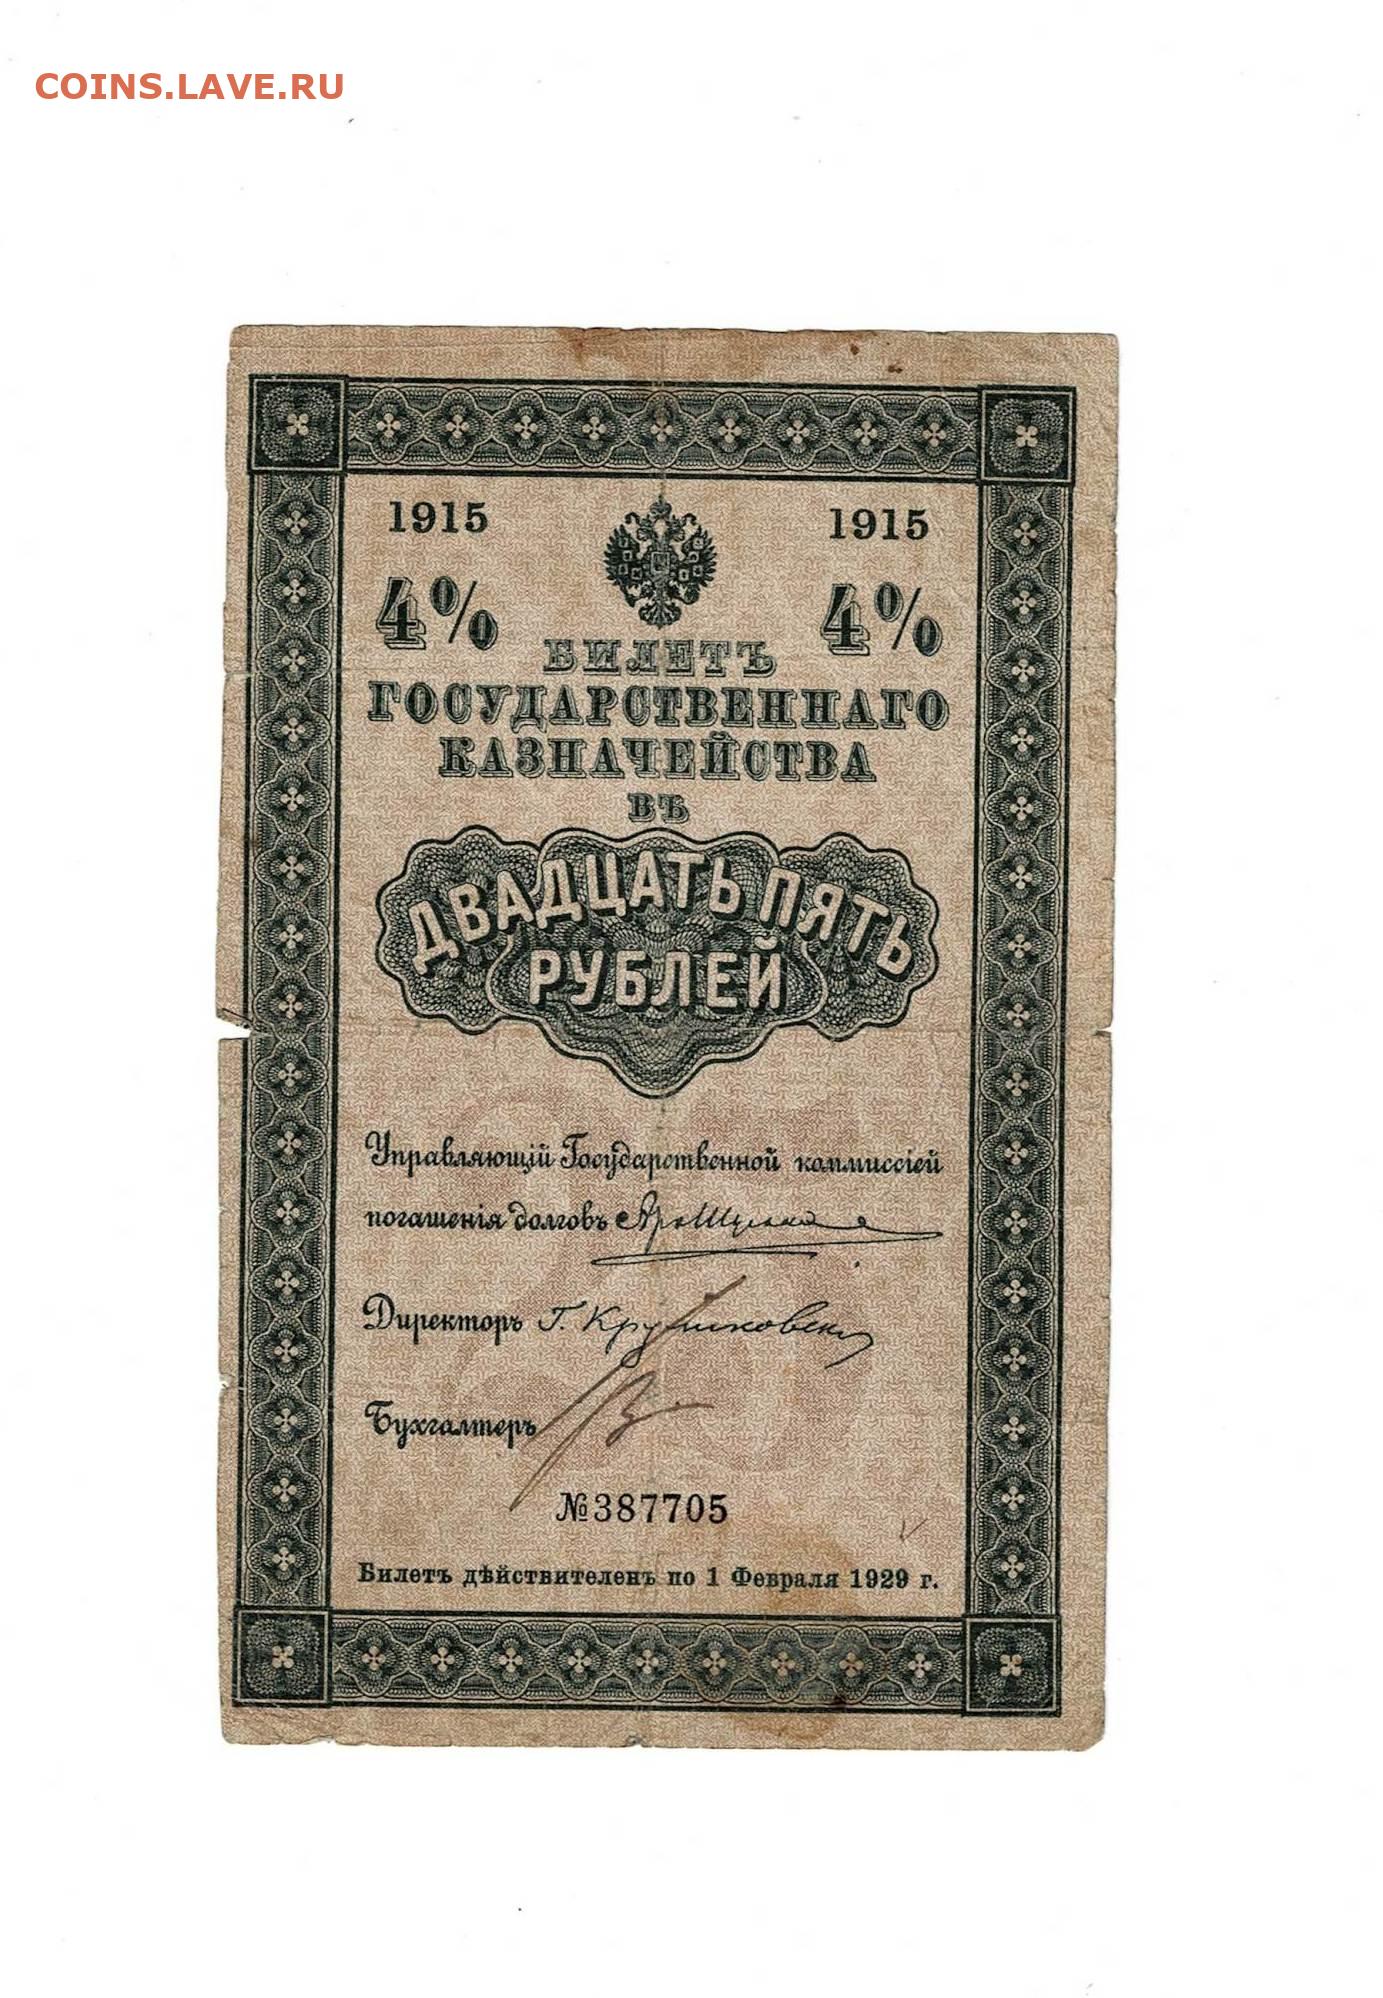 COINS.LAVE.RU
1915 1915
4% 4%
БИЛЕТЪ
ГОСУДАРСТВЕННАГО
КАЗНАЧЕЙСТВА
ВЪ
ДВАДЦАТЬ ПЯТЬ
РУБЛЕЙ
Управляющій Государственной коммиссіей
погашенія долговъ
Директоръ
Бухгалтеръ
№387705
Билетъ дѣйствителенъ по 1 Февраля 1929 г.